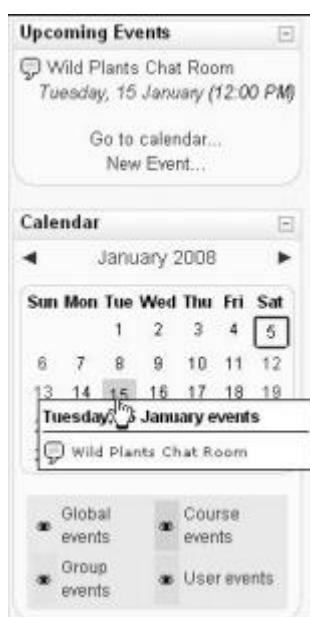 Upcoming Events
Wild Plants Chat Room
Tuesday, 15 January (12:00 PM)
Go to calendar...
New Event...
Calendar
◄ January 2008 ►
Sun Mon Tue Wed Thu Fri Sat
1 2 3 4 5
6 7 8 9 10 11 12
13 14 15 16 17 18 19
Tuesday, January events
Wild Plants Chat Room
Global events
Course events
Group events
User events